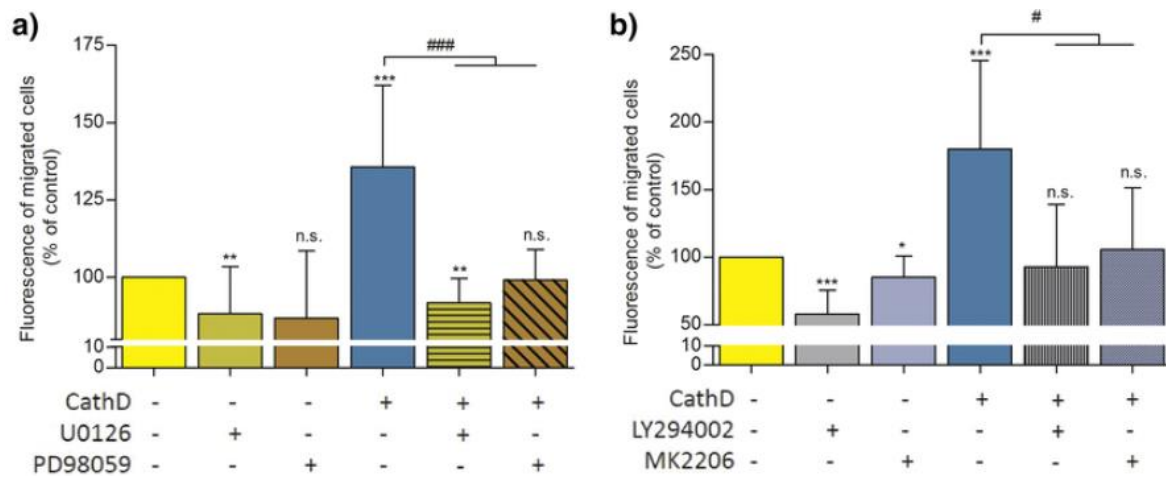 a)
Fluorescence of migrated cells
(% of control)
175
150
125
100
10
0
** n.s. *** ** n.s.
###
CathD - - - + + +
U0126 - + - - + -
PD98059 - - + - - +
b)
Fluorescence of migrated cells
(% of control)
250
200
150
100
50
10
0
*** * *** n.s. n.s.
#
CathD - - - + + +
LY294002 - + - - + -
MK2206 - - + - - +